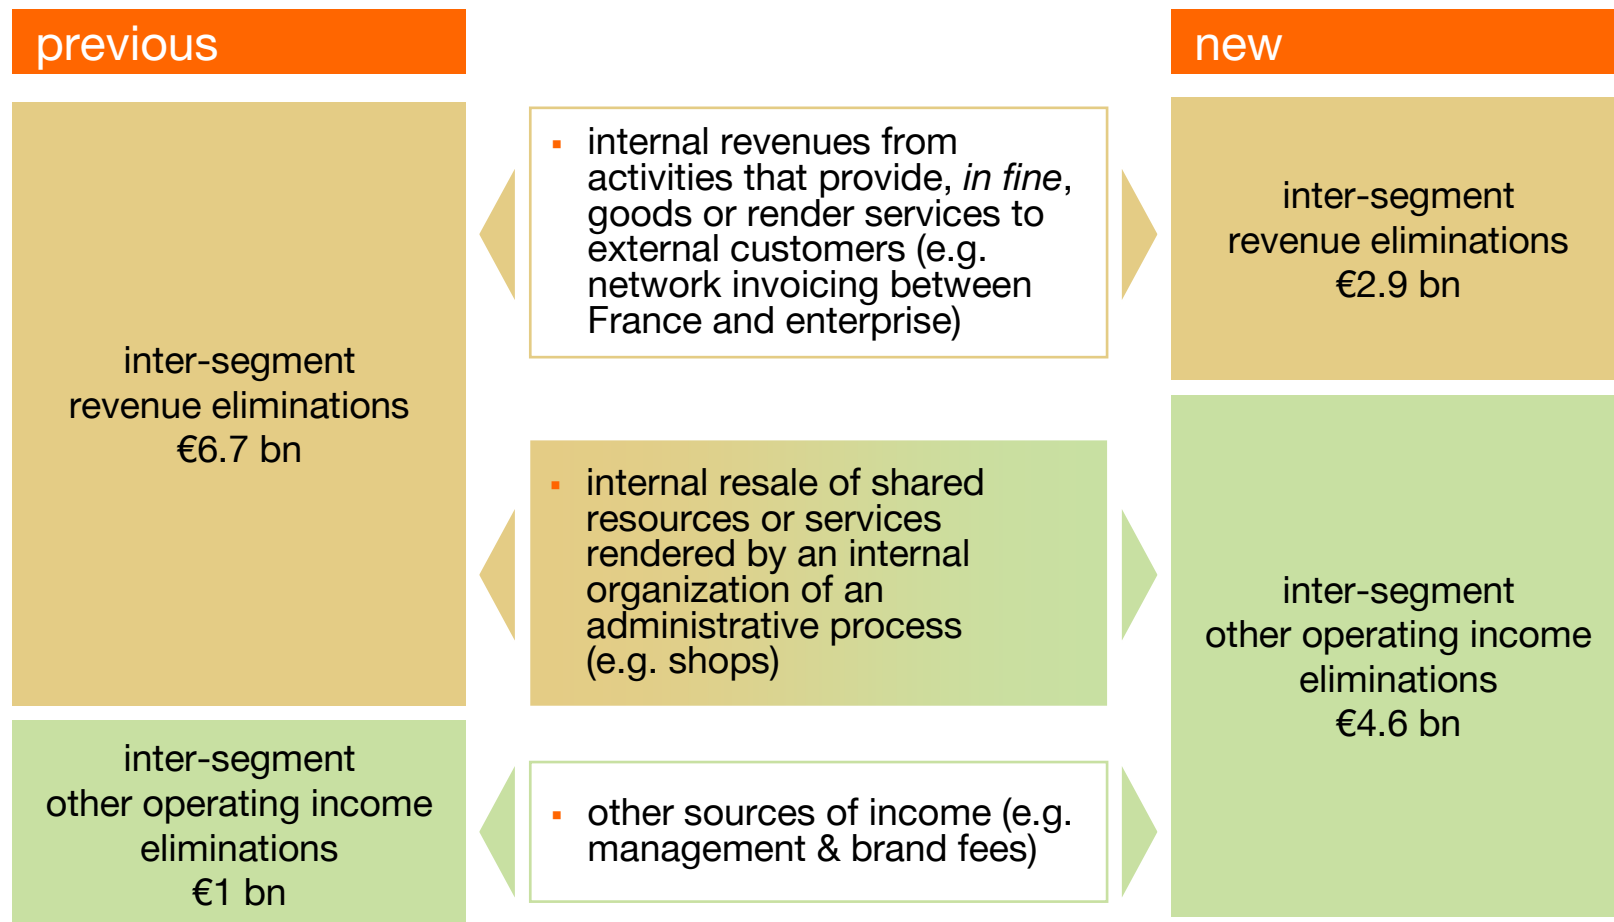 previous
new
inter-segment
revenue eliminations
€6.7 bn
inter-segment
other operating income
eliminations
€1 bn
▪ internal revenues from
activities that provide, in fine,
goods or render services to
external customers (e.g.
network invoicing between
France and enterprise)
▪ internal resale of shared
resources or services
rendered by an internal
organization of an
administrative process
(e.g. shops)
▪ other sources of income (e.g.
management & brand fees)
inter-segment
revenue eliminations
€2.9 bn
inter-segment
other operating income
eliminations
€4.6 bn